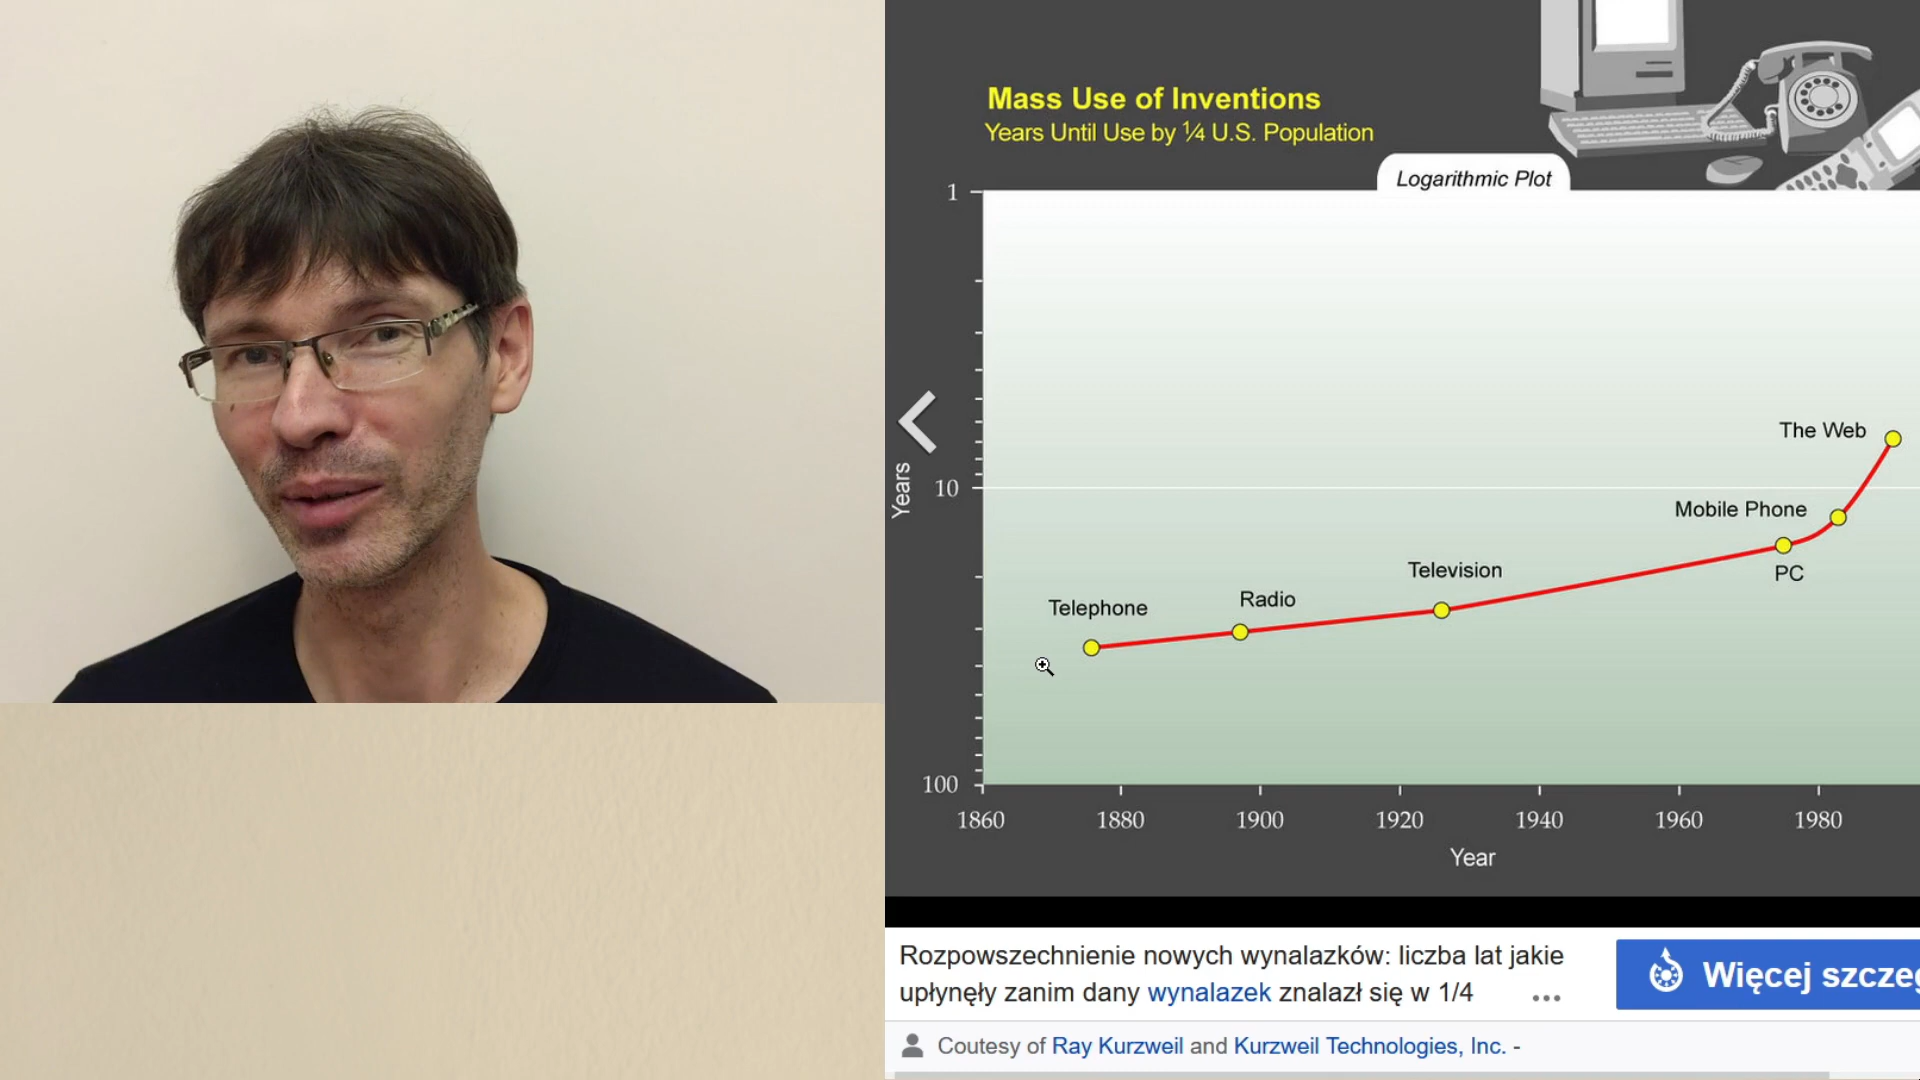 Mass Use of Inventions
Years Until Use by ¼ U.S. Population
Logarithmic Plot
1
10
100
Years
The Web
Mobile Phone
PC
Television
Radio
Telephone
1860 1880 1900 1920 1940 1960 1980
Year
Rozpowszechnienie nowych wynalazków: liczba lat jakie
upłynęły zanim dany wynalazek znalazł się w 1/4 ...
Więcej
Coutesy of Ray Kurzweil and Kurzweil Technologies, Inc. -